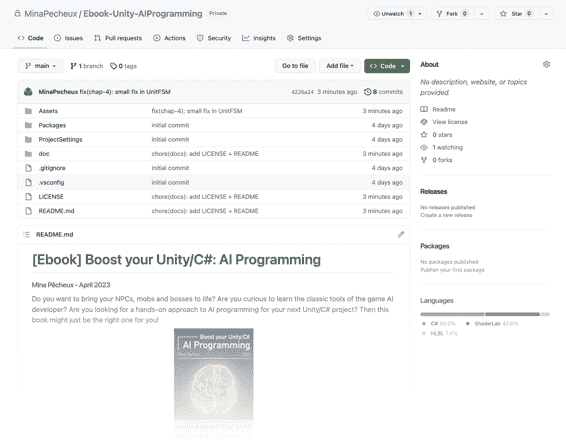 MinaPecheux / Ebook-Unity-AIProgramming Private
Unwatch 1 Fork 0 Star 0
Code Issues Pull requests Actions Security Insights Settings
main 1 branch 0 tags Go to file Add file Code
MinaPecheux fix(chap-4): small fix in UnitFSM 4226a24 3 minutes ago 8 commits
Assets fix(chap-4): small fix in UnitFSM 3 minutes ago
Packages initial commit 4 days ago
ProjectSettings initial commit 4 days ago
doc chore(docs): add LICENSE + README 3 minutes ago
.gitignore initial commit 4 days ago
.vsconfig initial commit 4 days ago
LICENSE chore(docs): add LICENSE + README 3 minutes ago
README.md chore(docs): add LICENSE + README 3 minutes ago
README.md
[Ebook] Boost your Unity/C#: AI Programming
Mina Pêcheux - April 2023
Do you want to bring your NPCs, mobs and bosses to life? Are you curious to learn the classic tools of the game AI
developer? Are you looking for a hands-on approach to AI programming for your next Unity/C# project? Then this
book might just be the right one for you!
Boost your Unity/C#
AI Programming
About
No description, website, or topics
provided.
Readme
View license
0 stars
1 watching
0 forks
Releases
No releases published
Create a new release
Packages
No packages published
Publish your first package
Languages
C# 50.0% ShaderLab 42.6%
HLSL 7.4%